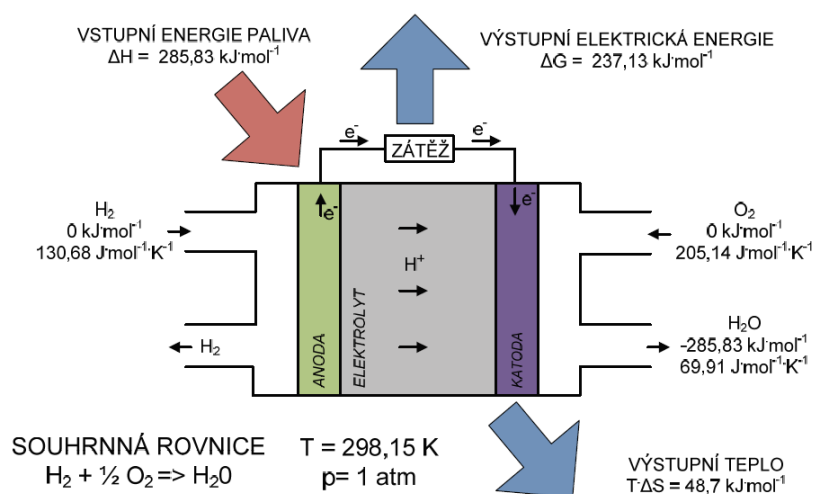 VSTUPNÍ ENERGIE PALIVA
ΔH = 285,83 kJ·mol⁻¹
VÝSTUPNÍ ELEKTRICKÁ ENERGIE
ΔG = 237,13 kJ·mol⁻¹
e⁻
ZÁTĚŽ
e⁻
e⁻
e⁻
H₂
0 kJ·mol⁻¹
130,68 J·mol⁻¹·K⁻¹
O₂
0 kJ·mol⁻¹
205,14 J·mol⁻¹·K⁻¹
H⁺
H₂
ANODA
ELEKTROLYT
KATODA
H₂O
-285,83 kJ·mol⁻¹
69,91 J·mol⁻¹·K⁻¹
SOUHRNNÁ ROVNICE
H₂ + ½ O₂ => H₂0
T = 298,15 K
p= 1 atm
VÝSTUPNÍ TEPLO
T·ΔS = 48,7 kJ·mol⁻¹